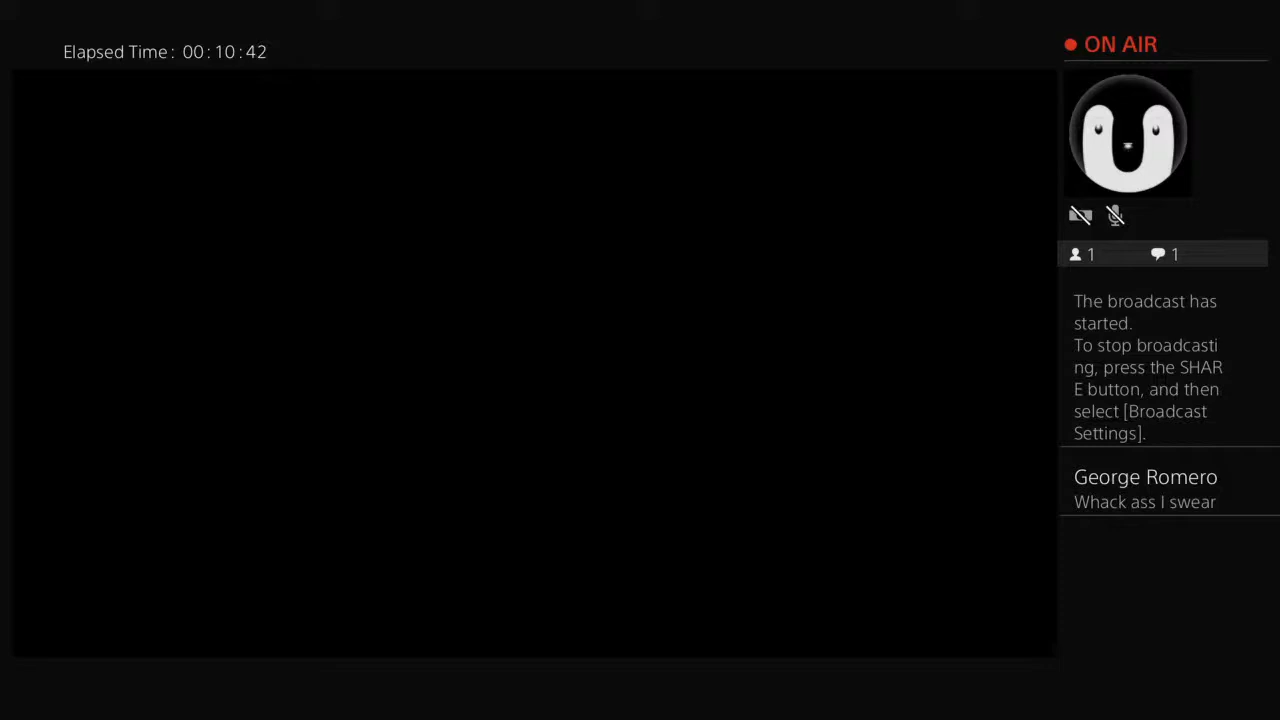 Elapsed Time: 00:10:42
ON AIR
1 1
The broadcast has
started.
To stop broadcasti
ng, press the SHAR
E button, and then
select [Broadcast
Settings].
George Romero
Whack ass I swear